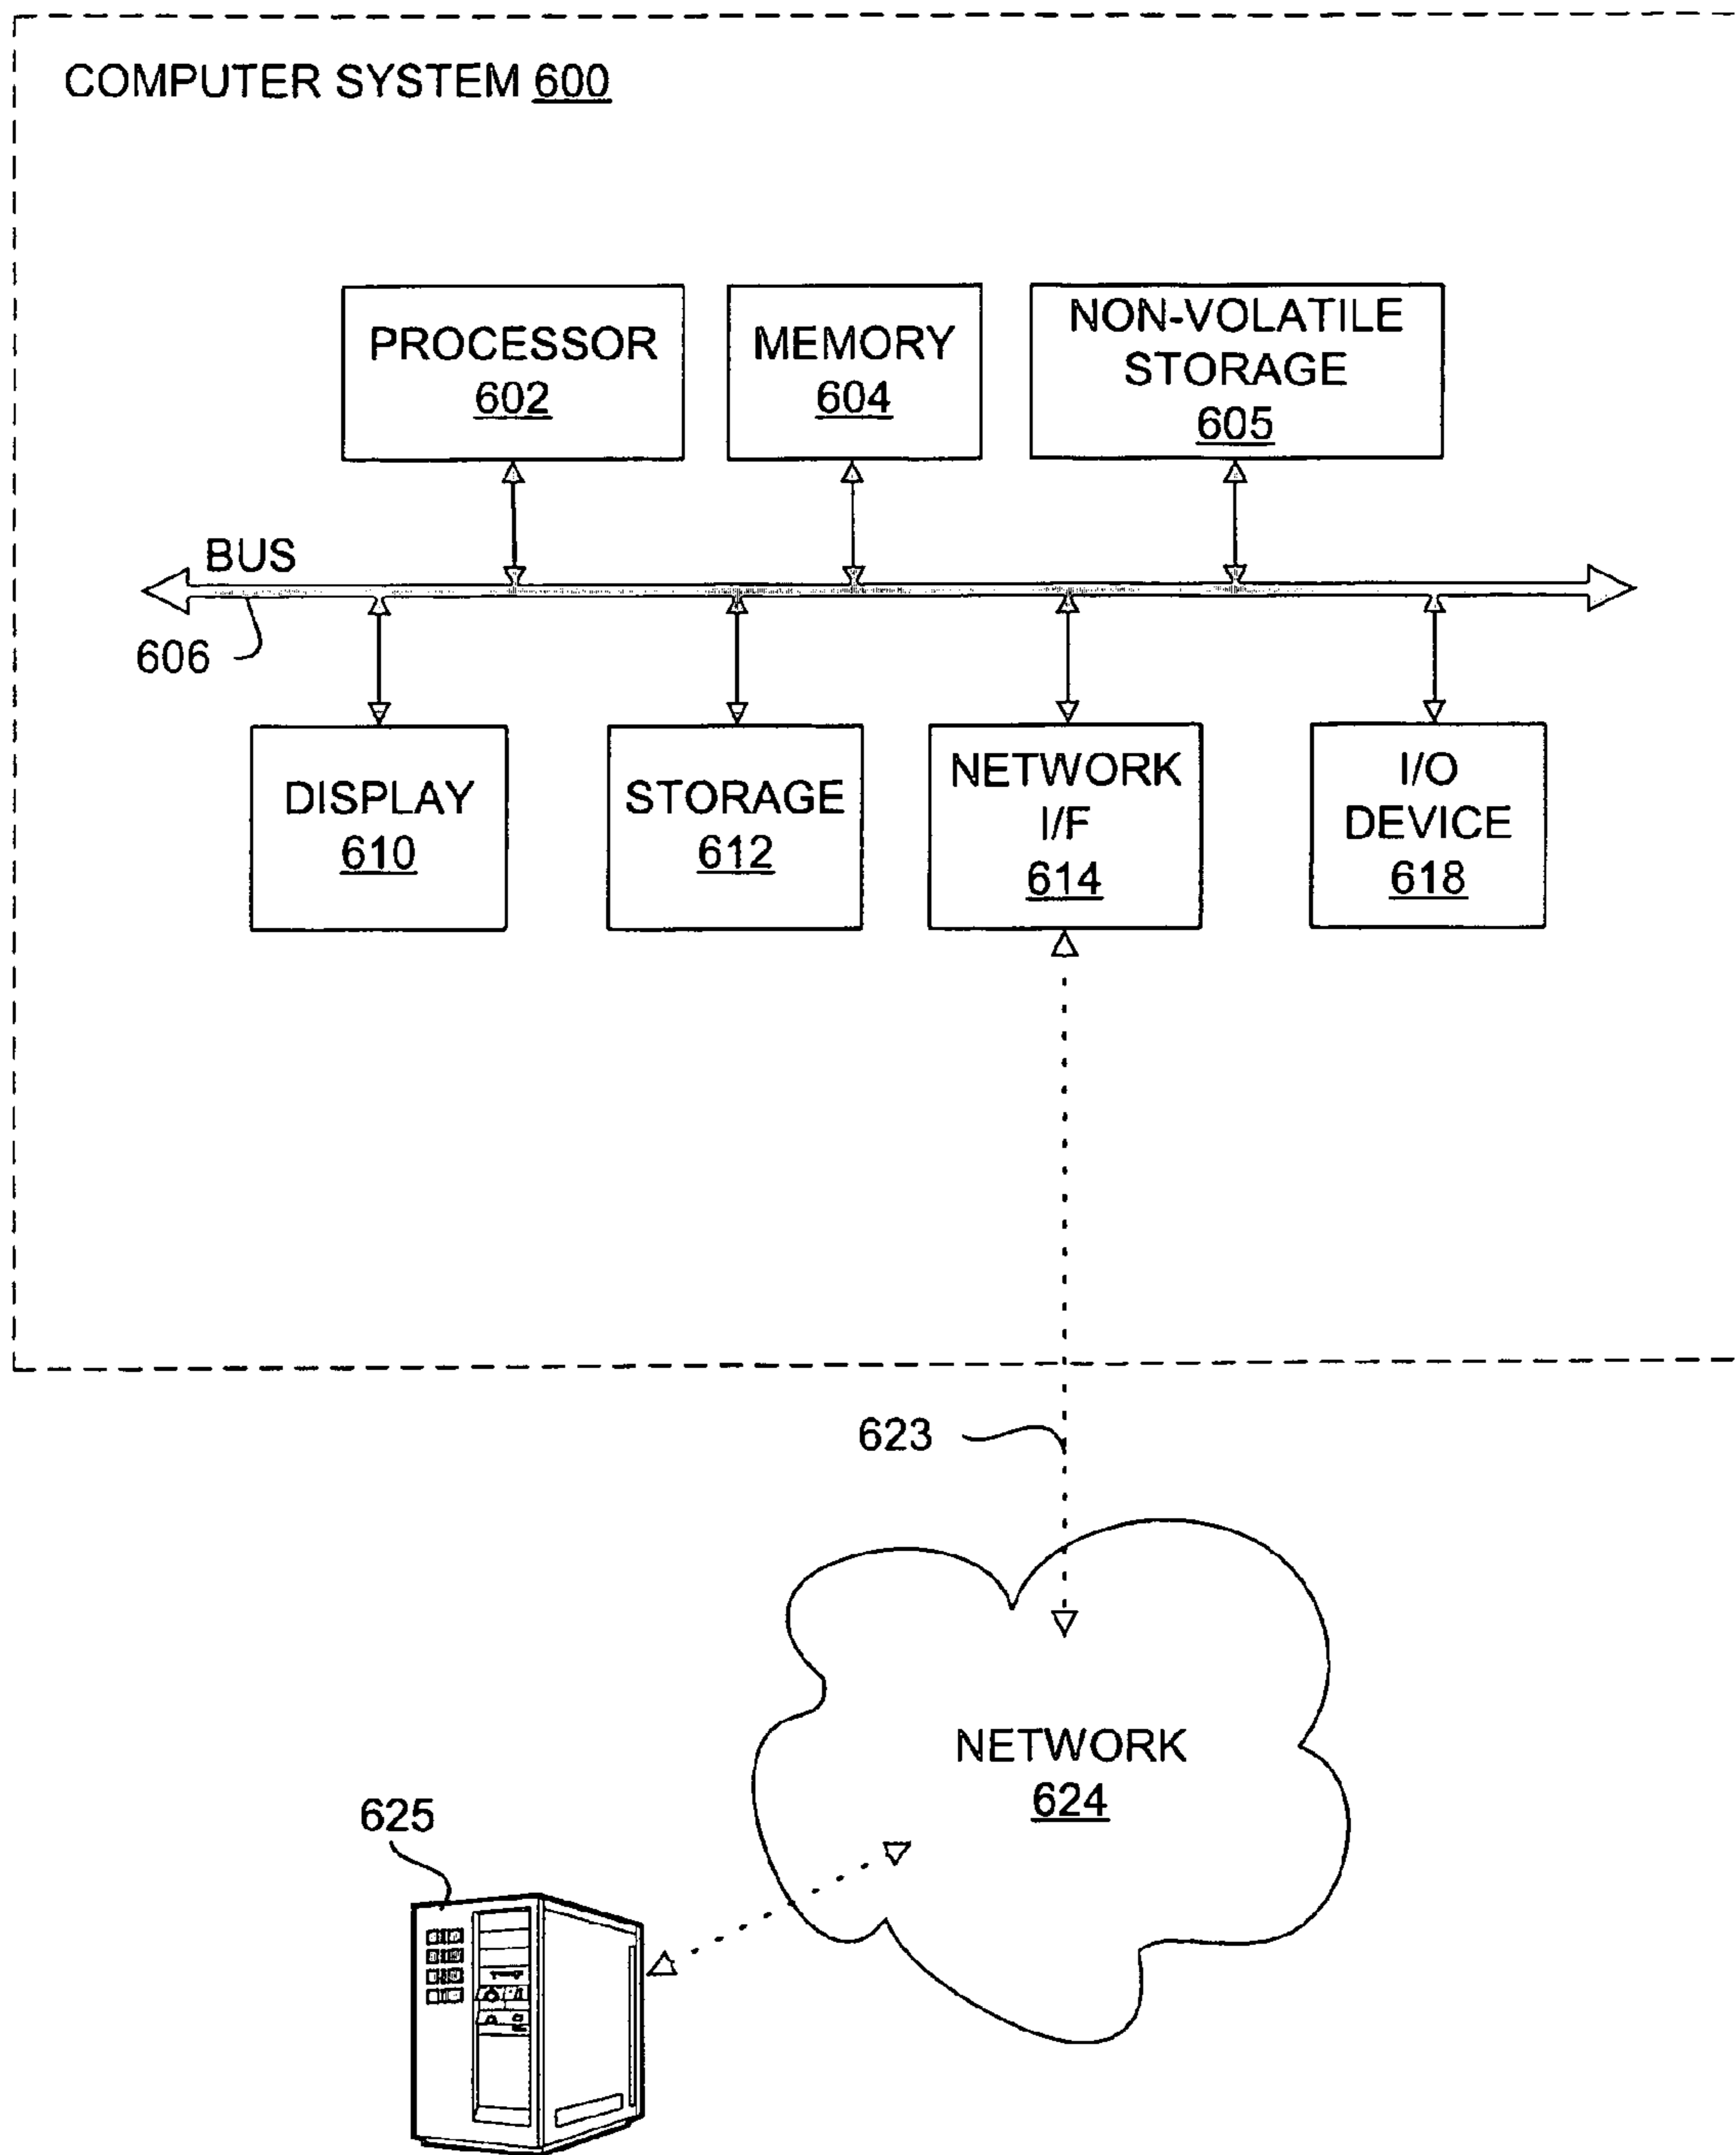 COMPUTER SYSTEM 600
PROCESSOR
602
MEMORY
604
NON-VOLATILE
STORAGE
605
BUS
606
DISPLAY
610
STORAGE
612
NETWORK
I/F
614
I/O
DEVICE
618
623
NETWORK
624
625